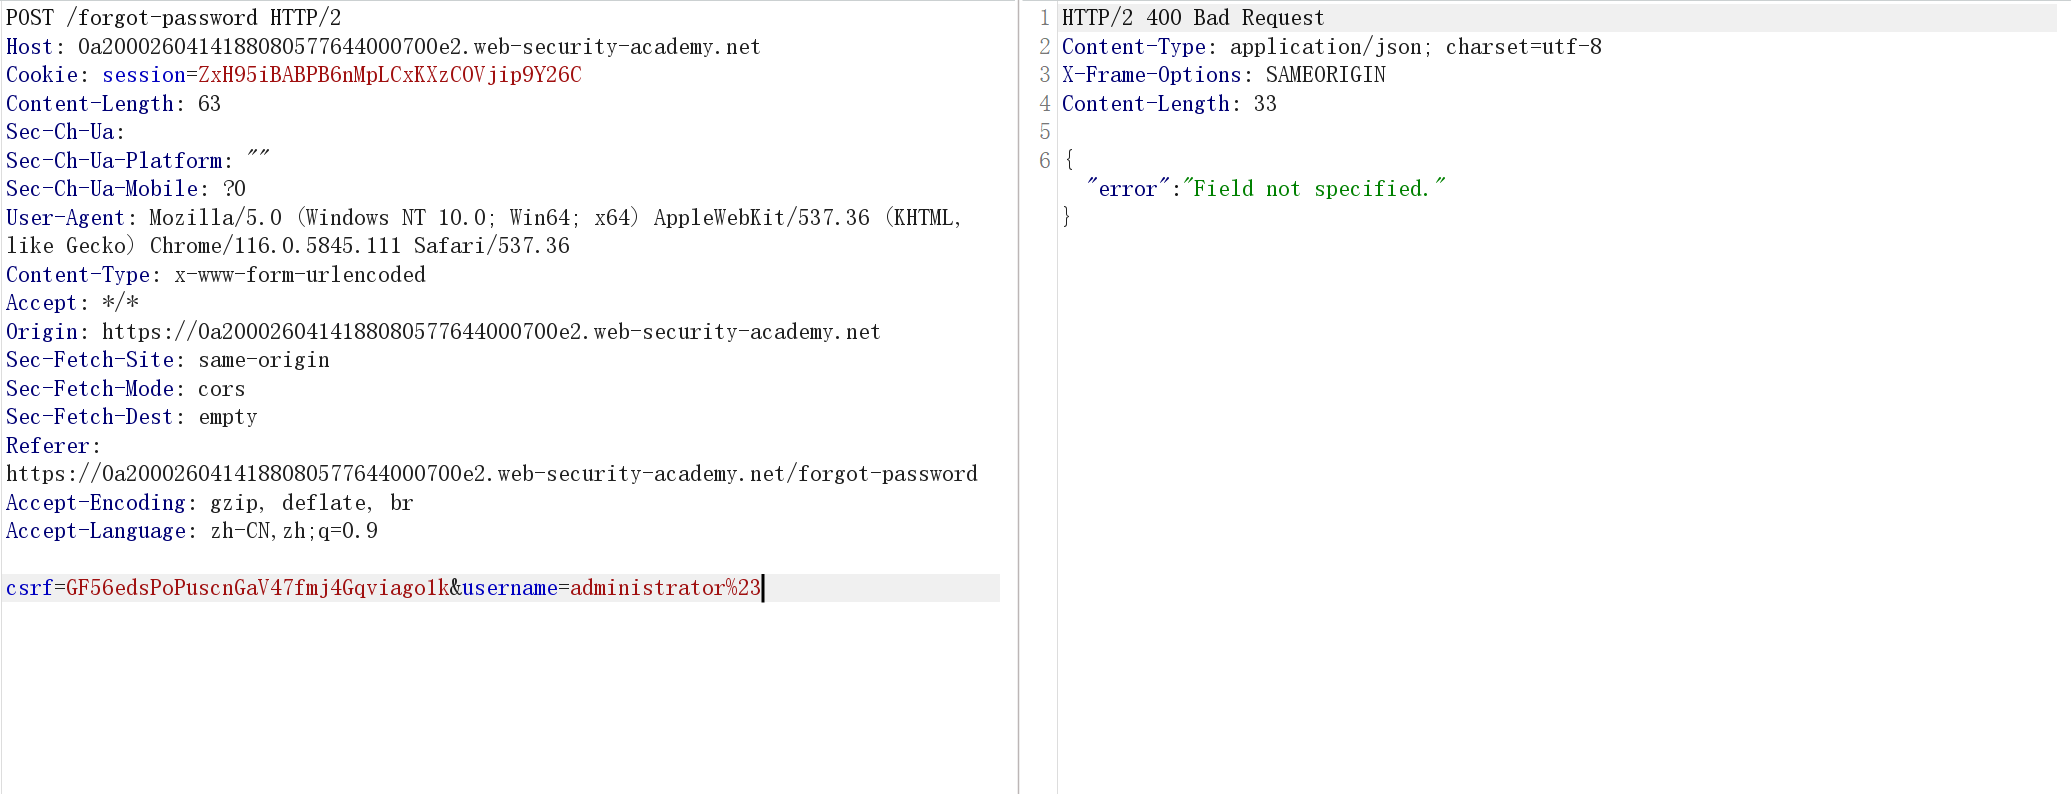 POST /forgot-password HTTP/2
Host: 0a2000260414188080577644000700e2.web-security-academy.net
Cookie: session=ZxH95iBABPB6nMpLCxKXzCOVjip9Y26C
Content-Length: 63
Sec-Ch-Ua:
Sec-Ch-Ua-Platform: ""
Sec-Ch-Ua-Mobile: ?0
User-Agent: Mozilla/5.0 (Windows NT 10.0; Win64; x64) AppleWebKit/537.36 (KHTML,
like Gecko) Chrome/116.0.5845.111 Safari/537.36
Content-Type: x-www-form-urlencoded
Accept: */*
Origin: https://0a2000260414188080577644000700e2.web-security-academy.net
Sec-Fetch-Site: same-origin
Sec-Fetch-Mode: cors
Sec-Fetch-Dest: empty
Referer:
https://0a2000260414188080577644000700e2.web-security-academy.net/forgot-password
Accept-Encoding: gzip, deflate, br
Accept-Language: zh-CN,zh;q=0.9
csrf=GF56edsPoPuscnGaV47fmj4Gqviago1k&username=administrator%23
1 HTTP/2 400 Bad Request
2 Content-Type: application/json; charset=utf-8
3 X-Frame-Options: SAMEORIGIN
4 Content-Length: 33
5
6 {
"error":"Field not specified."
}